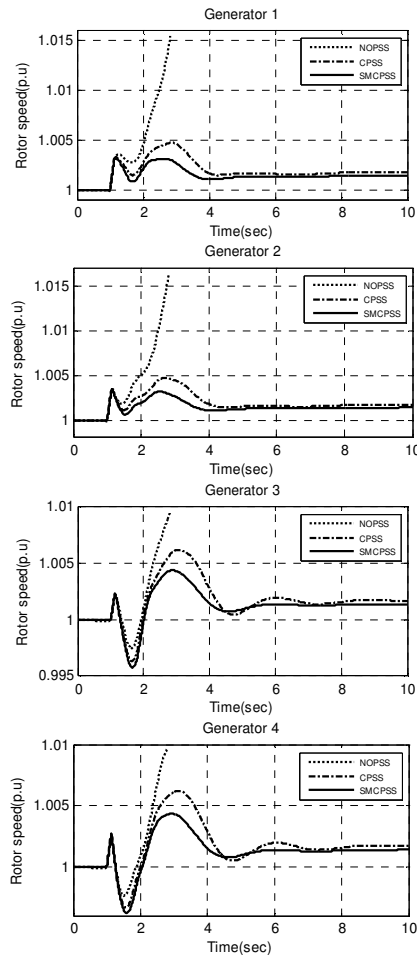 Generator 1
1.015
1.01
1.005
1
Rotor speed(p.u)
NOPSS
CPSS
SMCPSS
0 2 4 6 8 10
Time(sec)
Generator 2
1.015
1.01
1.005
1
Rotor speed(p.u)
NOPSS
CPSS
SMCPSS
0 2 4 6 8 10
Time(sec)
Generator 3
1.01
1.005
1
0.995
Rotor speed(p.u)
NOPSS
CPSS
SMCPSS
0 2 4 6 8 10
Time(sec)
Generator 4
1.01
1.005
1
Rotor speed(p.u)
NOPSS
CPSS
SMCPSS
0 2 4 6 8 10
Time(sec)